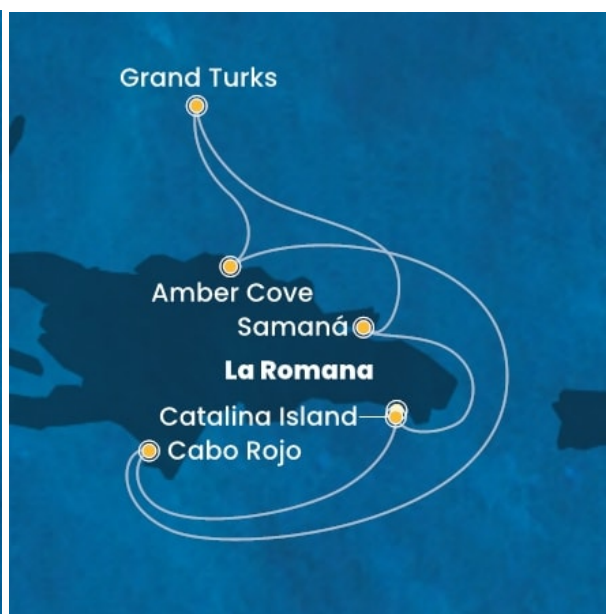 Grand Turks
Amber Cove
Samaná
La Romana
Catalina Island
Cabo Rojo